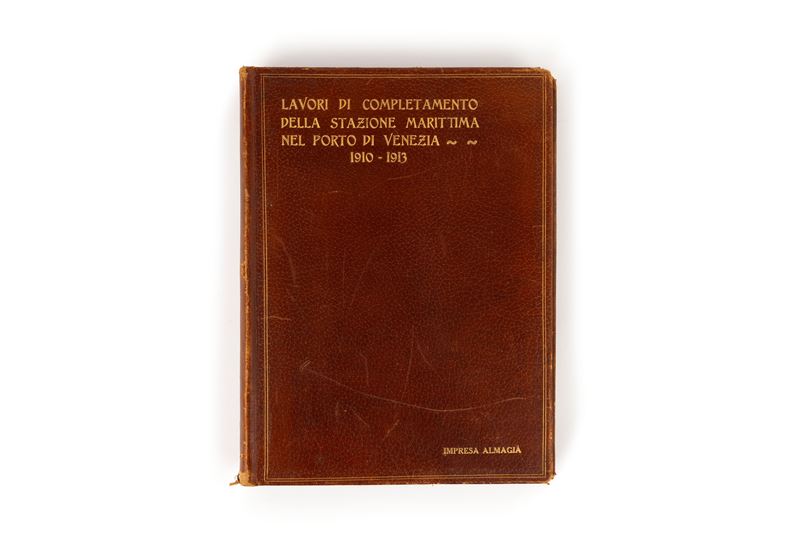 LAVORI DI COMPLETAMENTO
DELLA STAZIONE MARITTIMA
NEL PORTO DI VENEZIA ~ ~
1910 - 1913
IMPRESA ALMAGIÀ